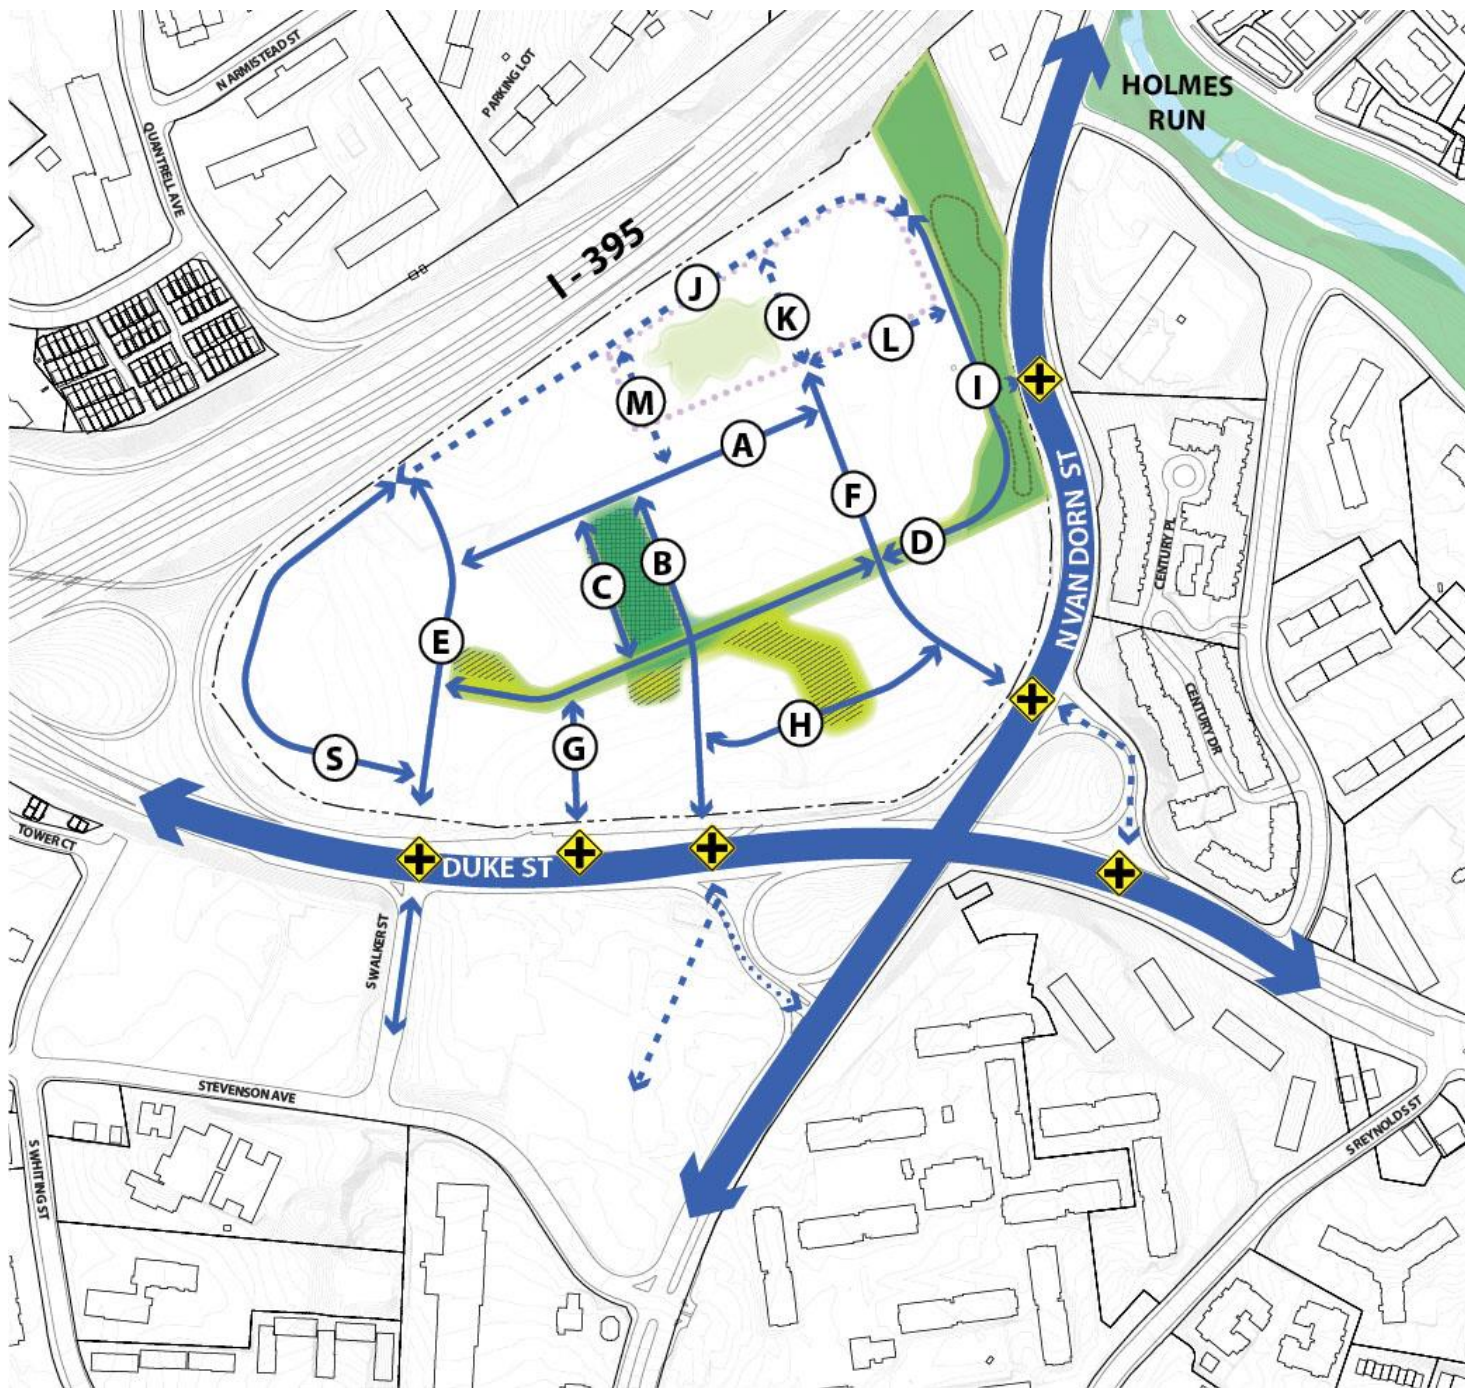 N ARMISTEAD ST
PARKING LOT
HOLMES
RUN
QUANTRELL AVE
I - 395
J
K
L
M
I
A
F
D
B
C
E
N VAN DORN ST
CENTURY PL
CENTURY DR
H
G
S
TOWER CT
DUKE ST
S WALKER ST
STEVENSON AVE
S WHITING ST
S REYNOLDS ST